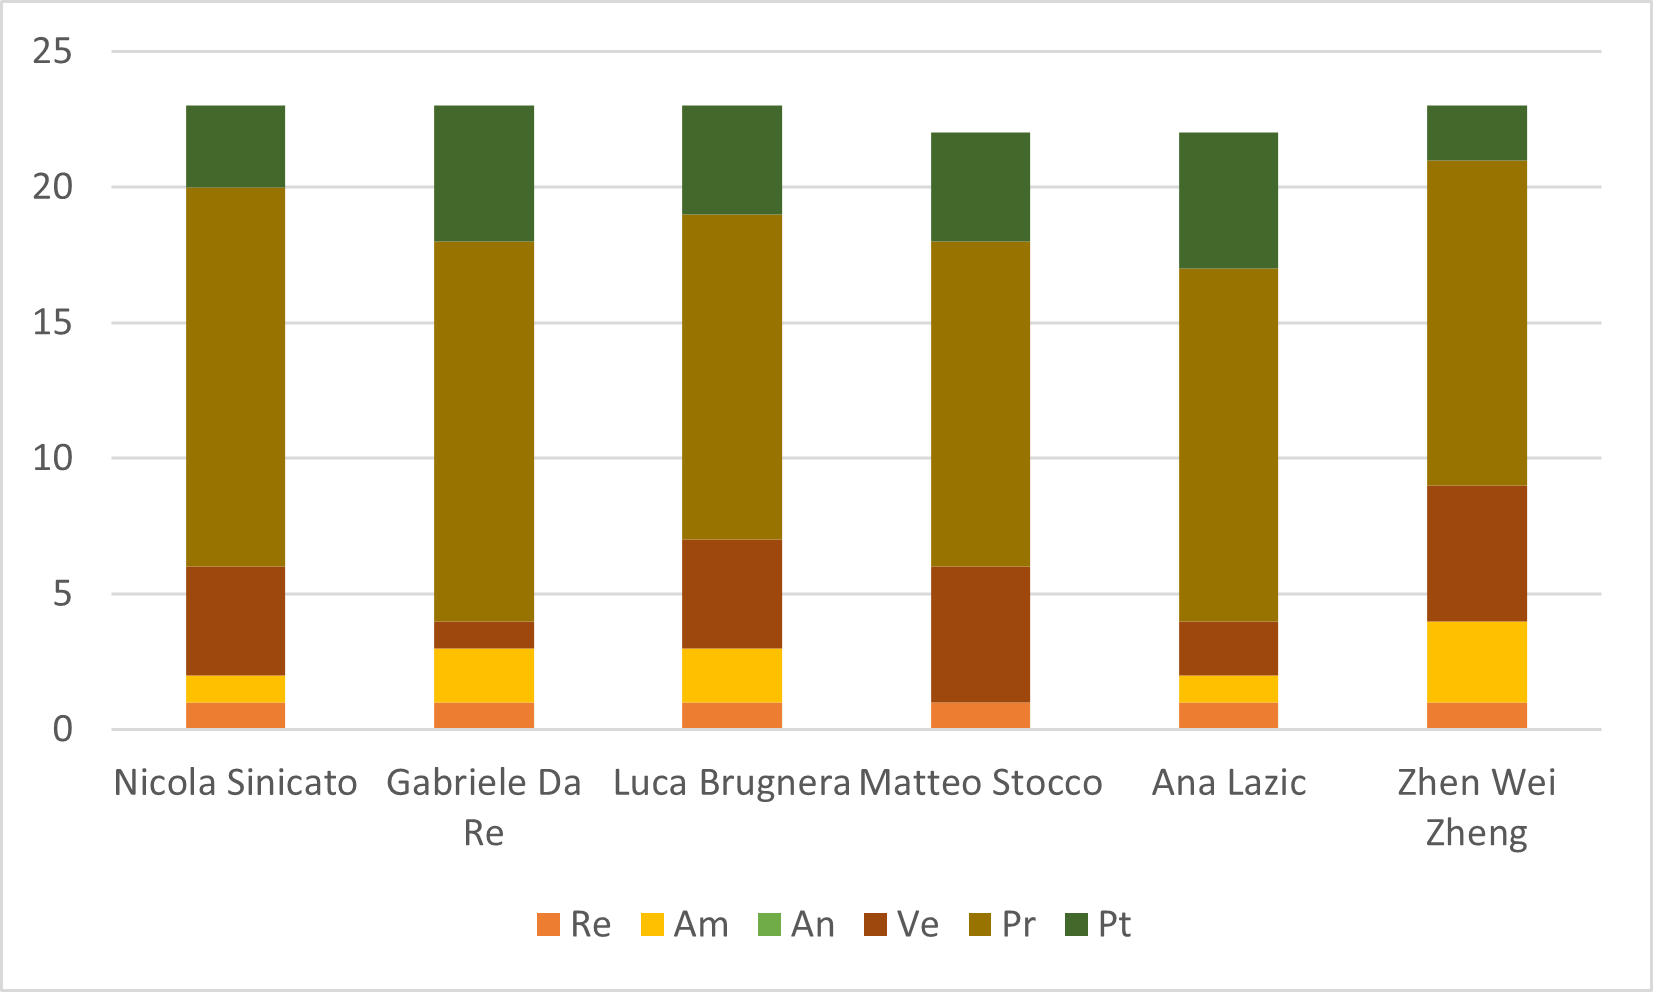 25
20
15
10
5
0
Nicola Sinicato
Gabriele Da
Re
Luca Brugnera
Matteo Stocco
Ana Lazic
Zhen Wei
Zheng
Re Am An Ve Pr Pt